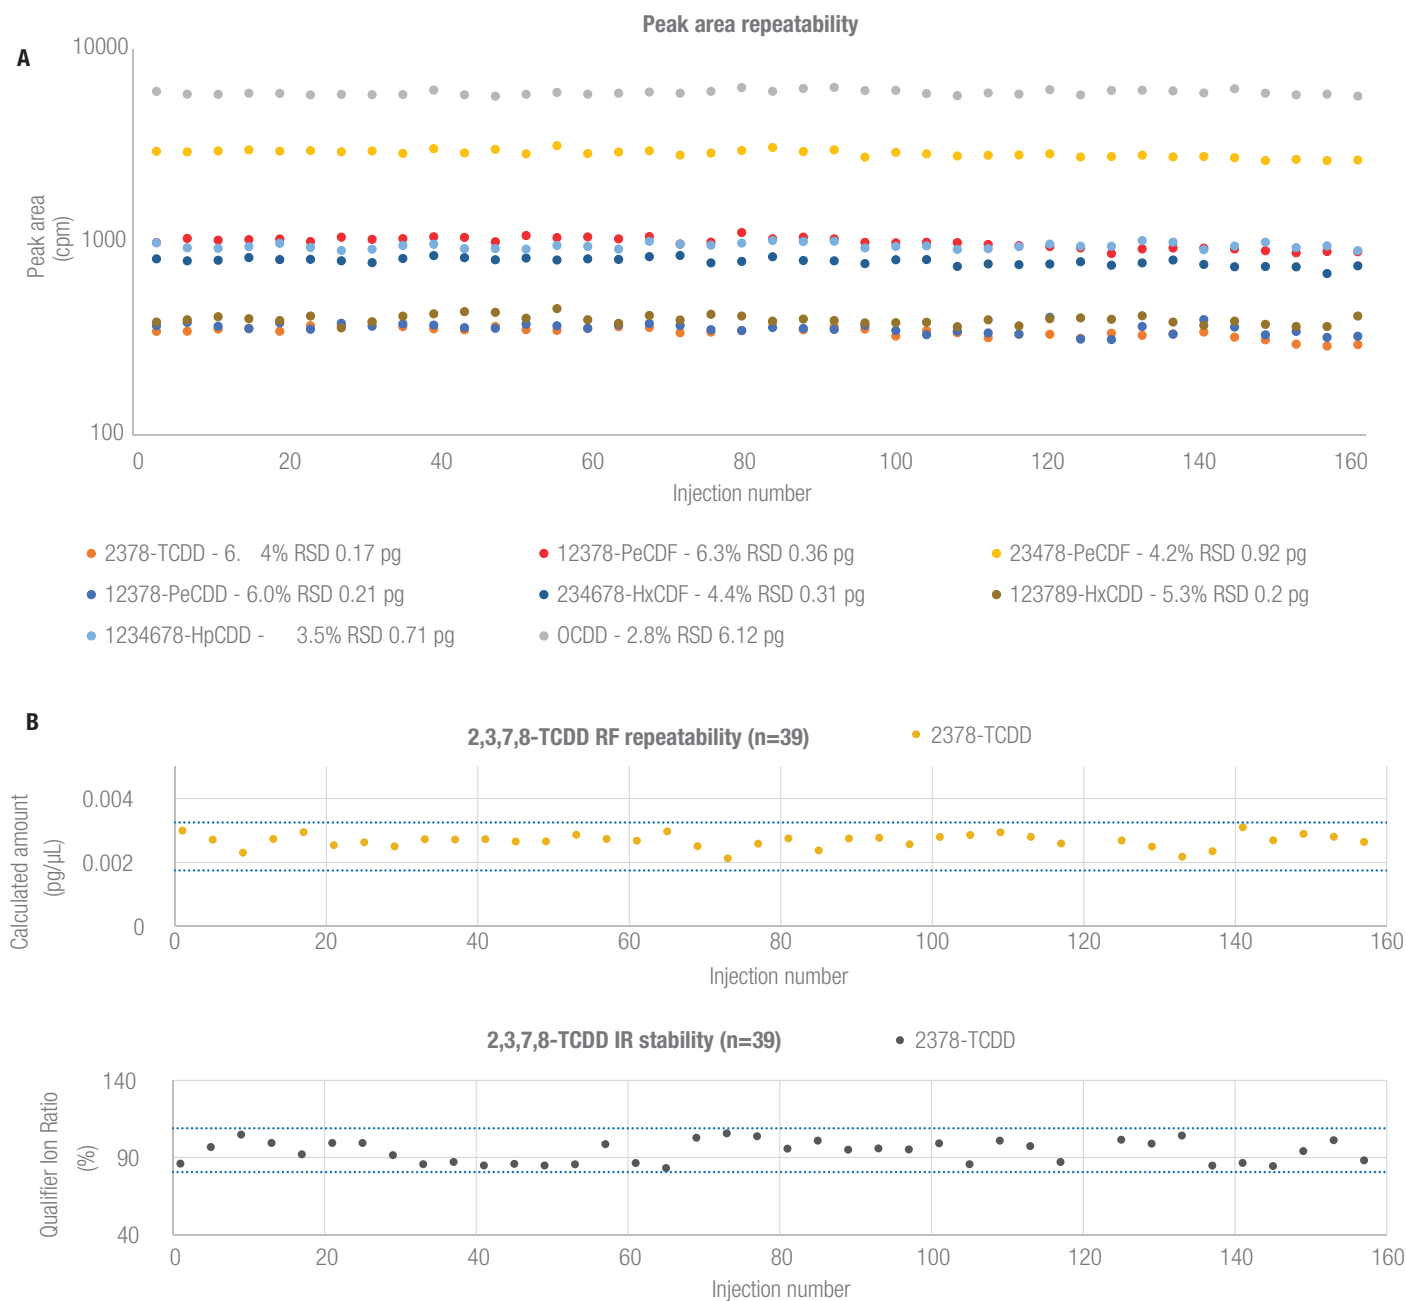 Peak area repeatability
A
10000
1000
100
Peak area
(cpm)
0 20 40 60 80 100 120 140 160
Injection number
2378-TCDD - 6. 4% RSD 0.17 pg
12378-PeCDF - 6.3% RSD 0.36 pg
23478-PeCDF - 4.2% RSD 0.92 pg
12378-PeCDD - 6.0% RSD 0.21 pg
234678-HxCDF - 4.4% RSD 0.31 pg
123789-HxCDD - 5.3% RSD 0.2 pg
1234678-HpCDD - 3.5% RSD 0.71 pg
OCDD - 2.8% RSD 6.12 pg
B
2,3,7,8-TCDD RF repeatability (n=39)
2378-TCDD
0.004
0.002
0
Calculated amount
(pg/µL)
0 20 40 60 80 100 120 140 160
Injection number
2,3,7,8-TCDD IR stability (n=39)
2378-TCDD
140
90
40
Qualifier Ion Ratio
(%)
0 20 40 60 80 100 120 140 160
Injection number